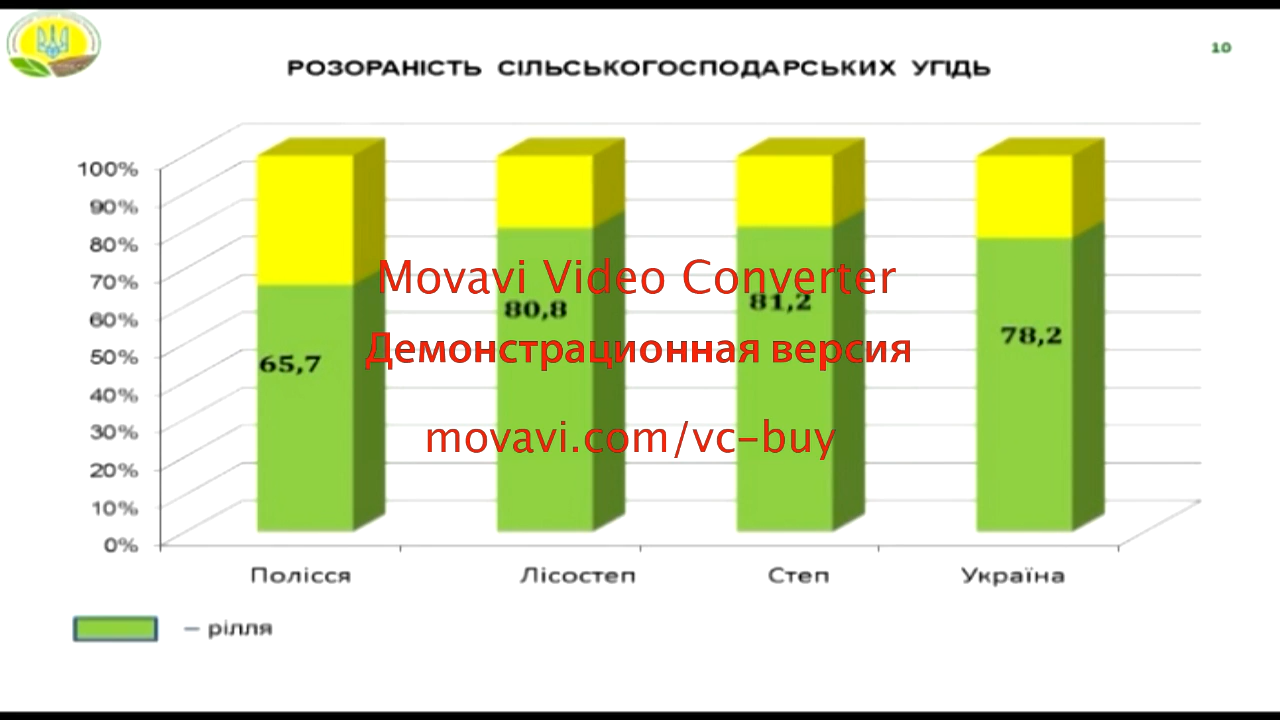 10
РОЗОРАНІСТЬ СІЛЬСЬКОГОСПОДАРСЬКИХ УГІДЬ
100%
90%
80%
70%
60%
50%
40%
30%
20%
10%
0%
65,7
80,8
81,2
78,2
Movavi Video Converter
Демонстрационная версия
movavi.com/vc-buy
Полісся
Лісостеп
Степ
Україна
– рілля